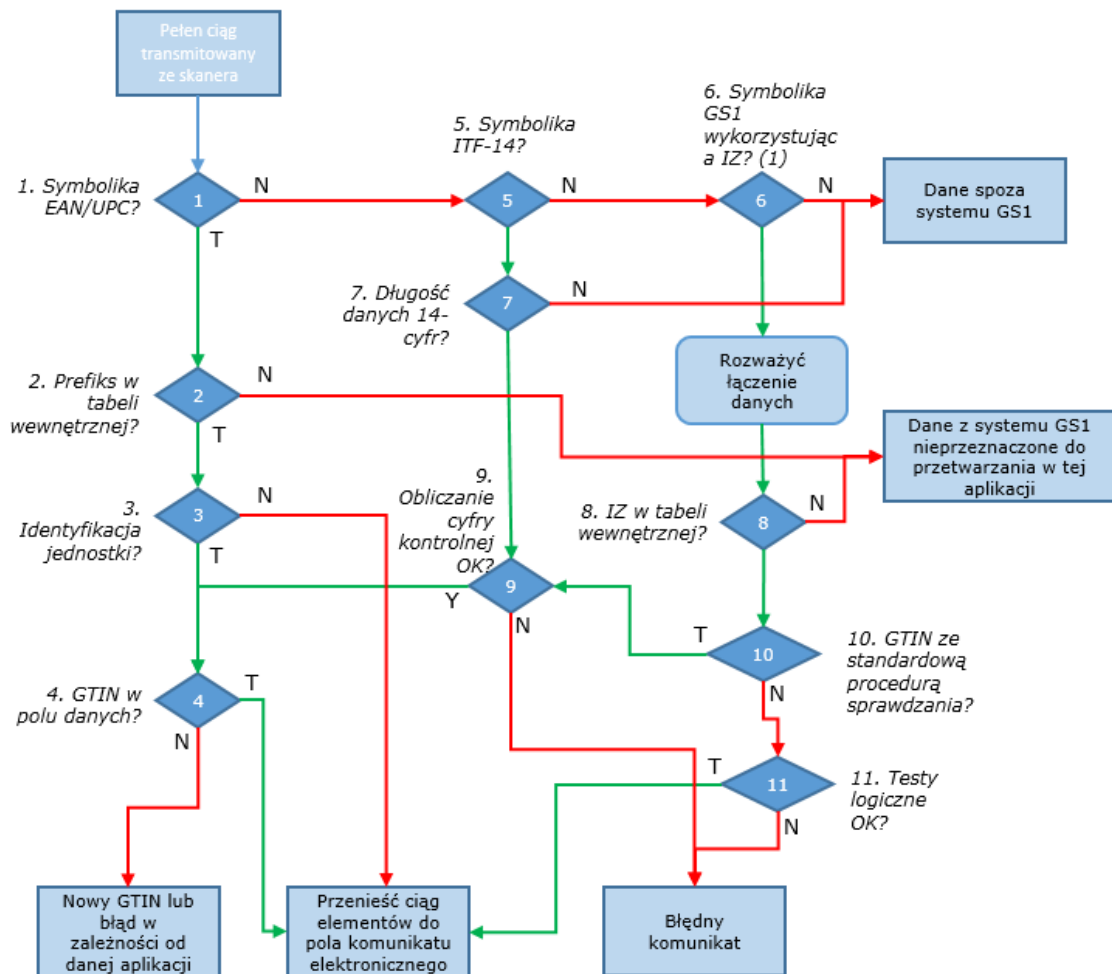 Pełen ciąg
transmitowany
ze skanera
6. Symbolika
GS1
wykorzystując
a IZ? (1)
5. Symbolika
ITF-14?
1. Symbolika
EAN/UPC?
1
N
5
N
6
N
Dane spoza
systemu GS1
T
7. Długość
danych 14-
cyfr?
7
N
Rozważyć
łączenie
danych
2. Prefiks w
tabeli
wewnętrznej?
2
N
T
Dane z systemu GS1
nieprzeznaczone do
przetwarzania w tej
aplikacji
3.
Identyfikacja
jednostki?
3
N
T
9.
Obliczanie
cyfry
kontrolnej
OK?
9
Y
N
8. IZ w tabeli
wewnętrznej?
8
N
10. GTIN ze
standardową
procedurą
sprawdzania?
T
10
N
4. GTIN w
polu danych?
4
T
N
T
11
N
11. Testy
logiczne
OK?
Nowy GTIN lub
błąd w
zależności od
danej aplikacji
Przenieść ciąg
elementów do
pola komunikatu
elektronicznego
Błędny
komunikat